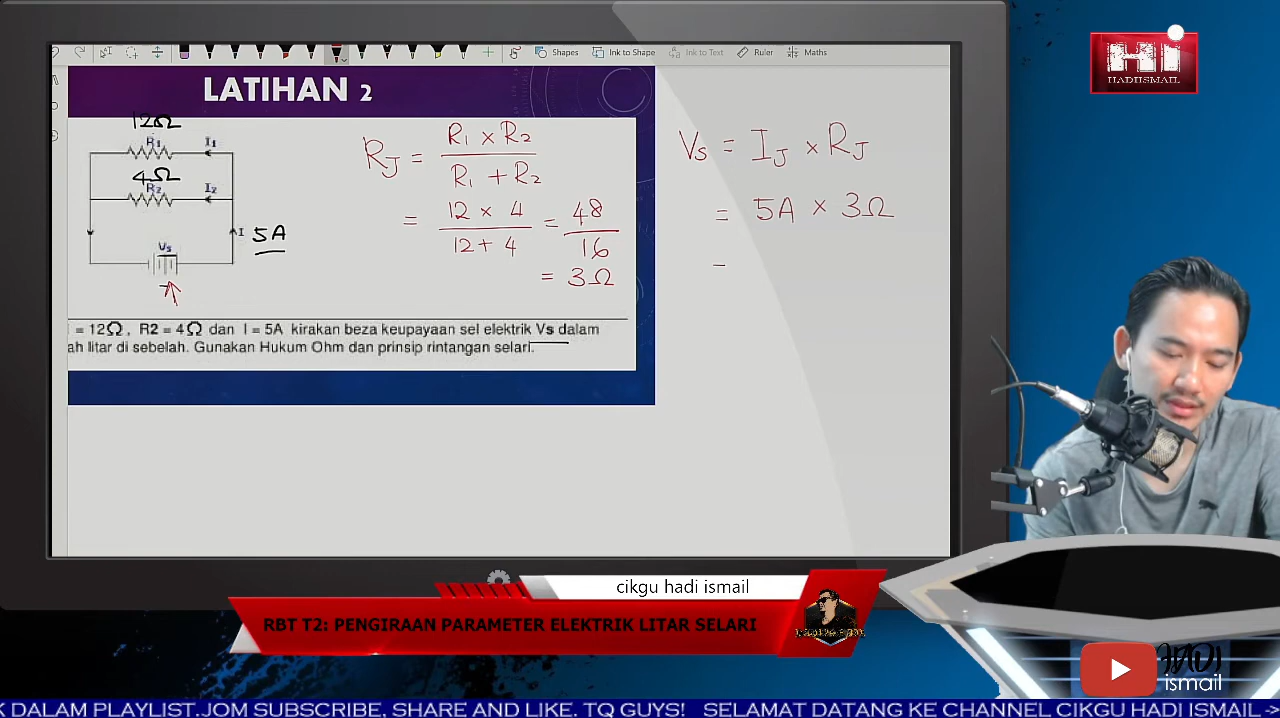 Hi
HADIISMAIL
Shapes
Ink to Shape
Ink to Text
Ruler
Maths
LATIHAN 2
12Ω
R1
I1
4Ω
R2
I2
I
5A
Vs
RJ = R1 × R2 / R1 + R2
= 12 × 4 / 12 + 4 = 48 / 16
= 3Ω
Vs = IJ × RJ
= 5A × 3Ω
=
= 12Ω, R2 = 4Ω dan I = 5A kirakan beza keupayaan sel elektrik Vs dalam
ah litar di sebelah. Gunakan Hukum Ohm dan prinsip rintangan selari.
cikgu hadi ismail
RBT T2: PENGIRAAN PARAMETER ELEKTRIK LITAR SELARI
HADI
ismail
K DALAM PLAYLIST.JOM SUBSCRIBE, SHARE AND LIKE, TQ GUYS! SELAMAT DATANG KE CHANNEL CIKGU HADI ISMAIL ->